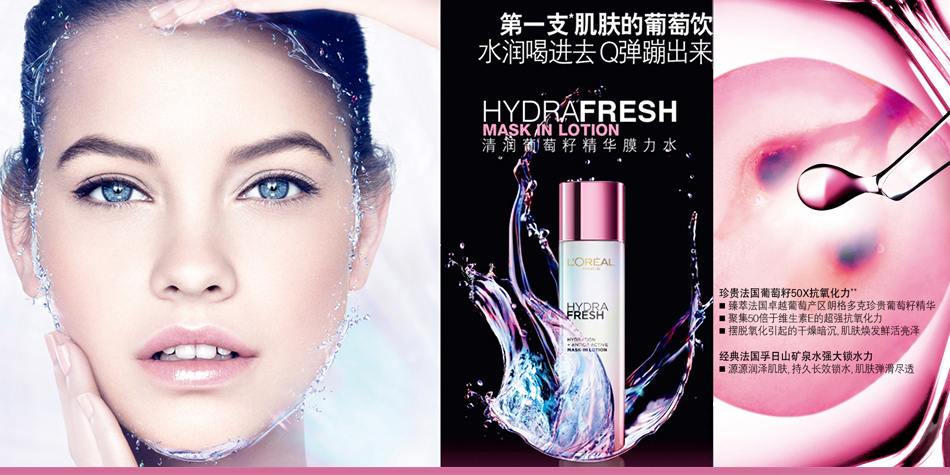 第一支*肌肤的葡萄饮
水润喝进去 Q弹蹦出来
HYDRAFRESH
MASK IN LOTION
清润葡萄籽精华膜力水
L'ORÉAL
PARIS
HYDRA
FRESH
HYDRATION
+ ANTIOX ACTIVE
MASK IN LOTION
珍贵法国葡萄籽50X抗氧化力**
■ 臻萃法国卓越葡萄产区朗格多克珍贵葡萄籽精华
■ 聚集50倍于维生素E的超强抗氧化力
■ 摆脱氧化引起的干燥暗沉, 肌肤焕发鲜活亮泽
经典法国孚日山矿泉水强大锁水力
■ 源源润泽肌肤, 持久长效锁水, 肌肤弹滑尽透